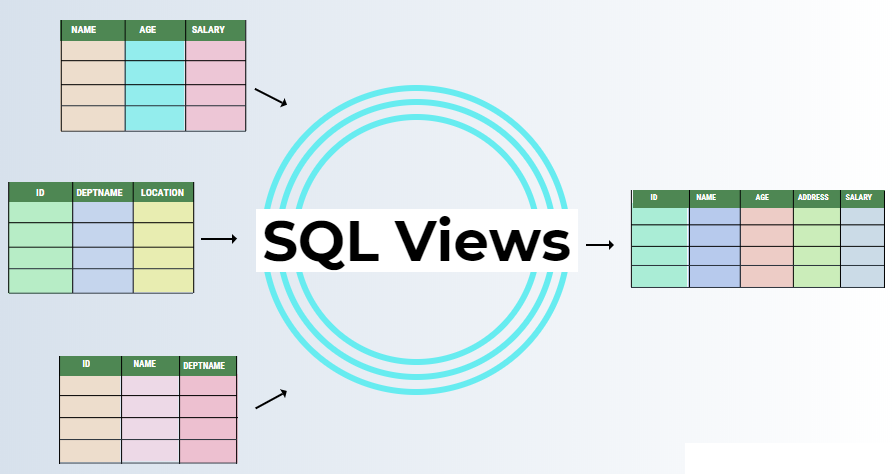 NAME AGE SALARY
ID DEPTNAME LOCATION
ID NAME DEPTNAME
SQL Views
ID NAME AGE ADDRESS SALARY